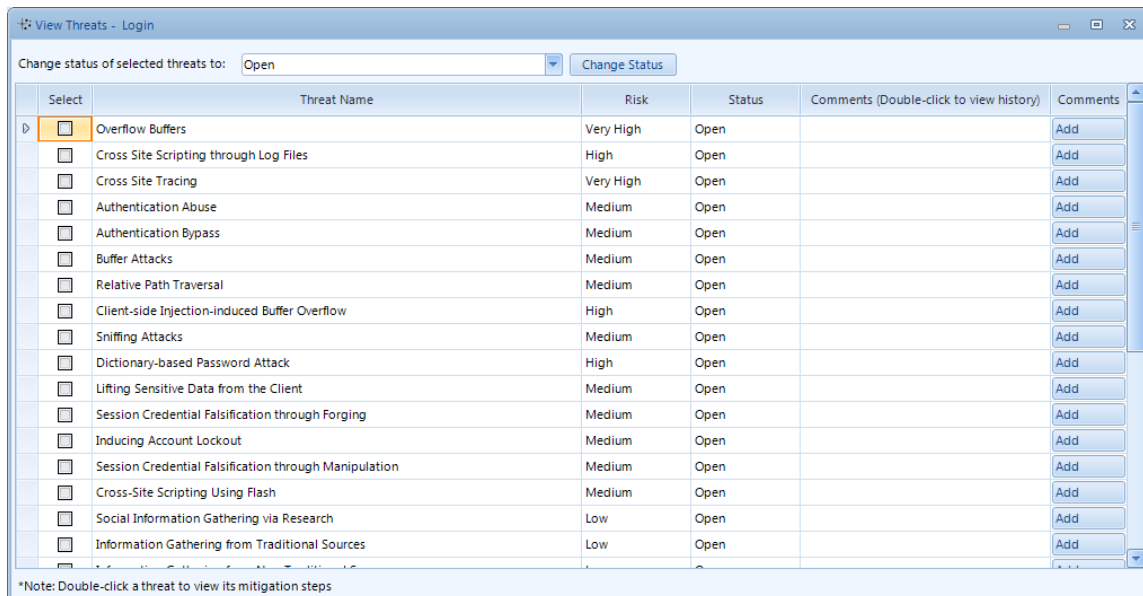 View Threats - Login
Change status of selected threats to: Open Change Status
Select Threat Name Risk Status Comments (Double-click to view history) Comments
Overflow Buffers Very High Open Add
Cross Site Scripting through Log Files High Open Add
Cross Site Tracing Very High Open Add
Authentication Abuse Medium Open Add
Authentication Bypass Medium Open Add
Buffer Attacks Medium Open Add
Relative Path Traversal Medium Open Add
Client-side Injection-induced Buffer Overflow High Open Add
Sniffing Attacks Medium Open Add
Dictionary-based Password Attack High Open Add
Lifting Sensitive Data from the Client Medium Open Add
Session Credential Falsification through Forging Medium Open Add
Inducing Account Lockout Medium Open Add
Session Credential Falsification through Manipulation Medium Open Add
Cross-Site Scripting Using Flash Medium Open Add
Social Information Gathering via Research Low Open Add
Information Gathering from Traditional Sources Low Open Add
*Note: Double-click a threat to view its mitigation steps